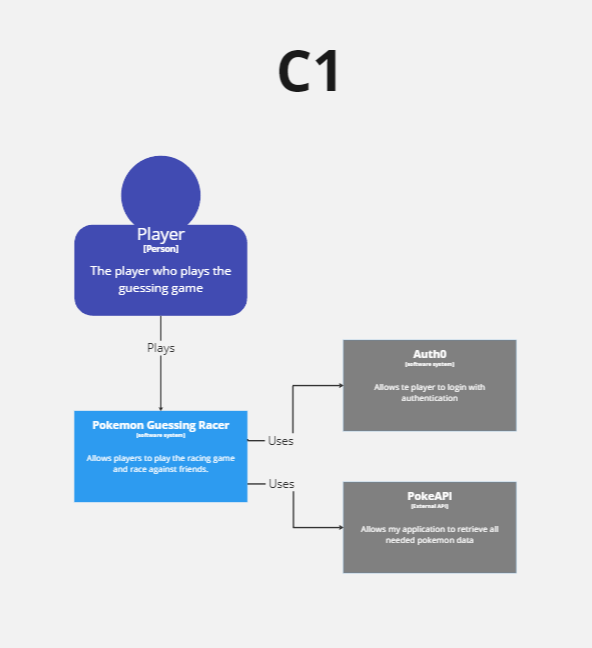 C1
Player
[Person]
The player who plays the
guessing game
Plays
Pokemon Guessing Racer
[software system]
Allows players to play the racing game
and race against friends.
Uses
Uses
Auth0
[software system]
Allows te player to login with
authentication
PokeAPI
[External API]
Allows my application to retrieve all
needed pokemon data